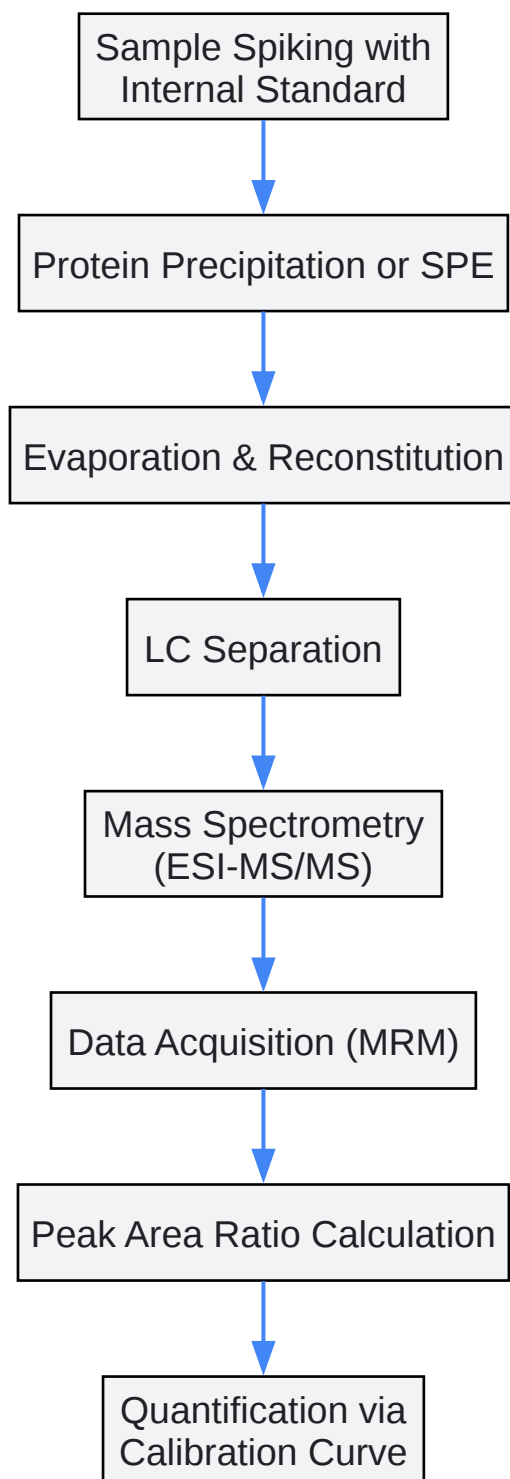 Sample Spiking with
Internal Standard
Protein Precipitation or SPE
Evaporation & Reconstitution
LC Separation
Mass Spectrometry
(ESI-MS/MS)
Data Acquisition (MRM)
Peak Area Ratio Calculation
Quantification via
Calibration Curve